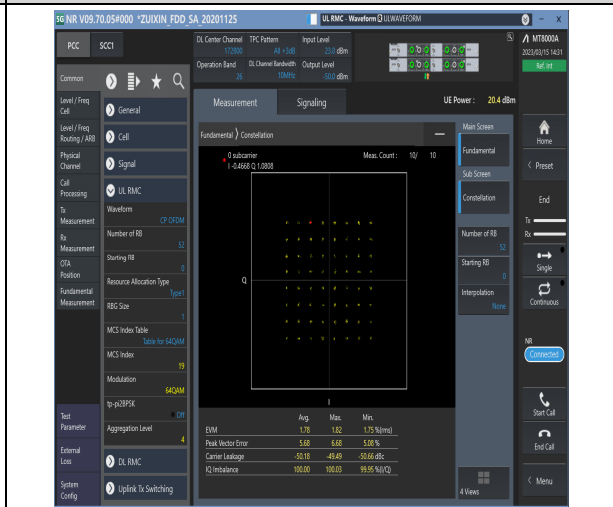 5G NR V09.70.05#000 *ZUIXIN_FDD_SA_20201125
UL RMC - Waveform ULWAVEFORM
PCC SCC1
DL Center Channel TPC Pattern Input Level
172800 All +3dB 23.0 dBm
Operation Band DL Channel Bandwidth Output Level
26 10MHz -50.0 dBm
MT8000A
2023/03/15 14:31
Ref. Int
Common
Level / Freq
Cell
Level / Freq
Routing / ARB
Physical
Channel
Call
Processing
Tx
Measurement
Rx
Measurement
OTA
Position
Fundamental
Measurement
Test
Parameter
External
Loss
System
Config
General
Cell
Signal
UL RMC
Waveform
CP OFDM
Number of RB
52
Starting RB
0
Resource Allocation Type
Type1
RBG Size
1
MCS Index Table
Table for 64QAM
MCS Index
19
Modulation
64QAM
tp-pi2BPSK
Off
Aggregation Level
4
DL RMC
Uplink Tx Switching
Measurement Signaling
UE Power : 20.4 dBm
Fundamental Constellation
0 subcarrier Meas. Count : 10/ 10
I -0.4668 Q 1.0808
Q
I
Avg. Max. Min.
EVM 1.78 1.82 1.75 %(rms)
Peak Vector Error 5.68 6.68 5.08 %
Carrier Leakage -50.18 -49.49 -50.66 dBc
IQ Imbalance 100.00 100.03 99.95 %(I/Q)
Main Screen
Fundamental
Sub Screen
Constellation
Number of RB
52
Starting RB
0
Interpolation
None
4 Views
Home
Preset
End
Tx
Rx
Single
Continuous
NR
Connected
Start Call
End Call
Menu